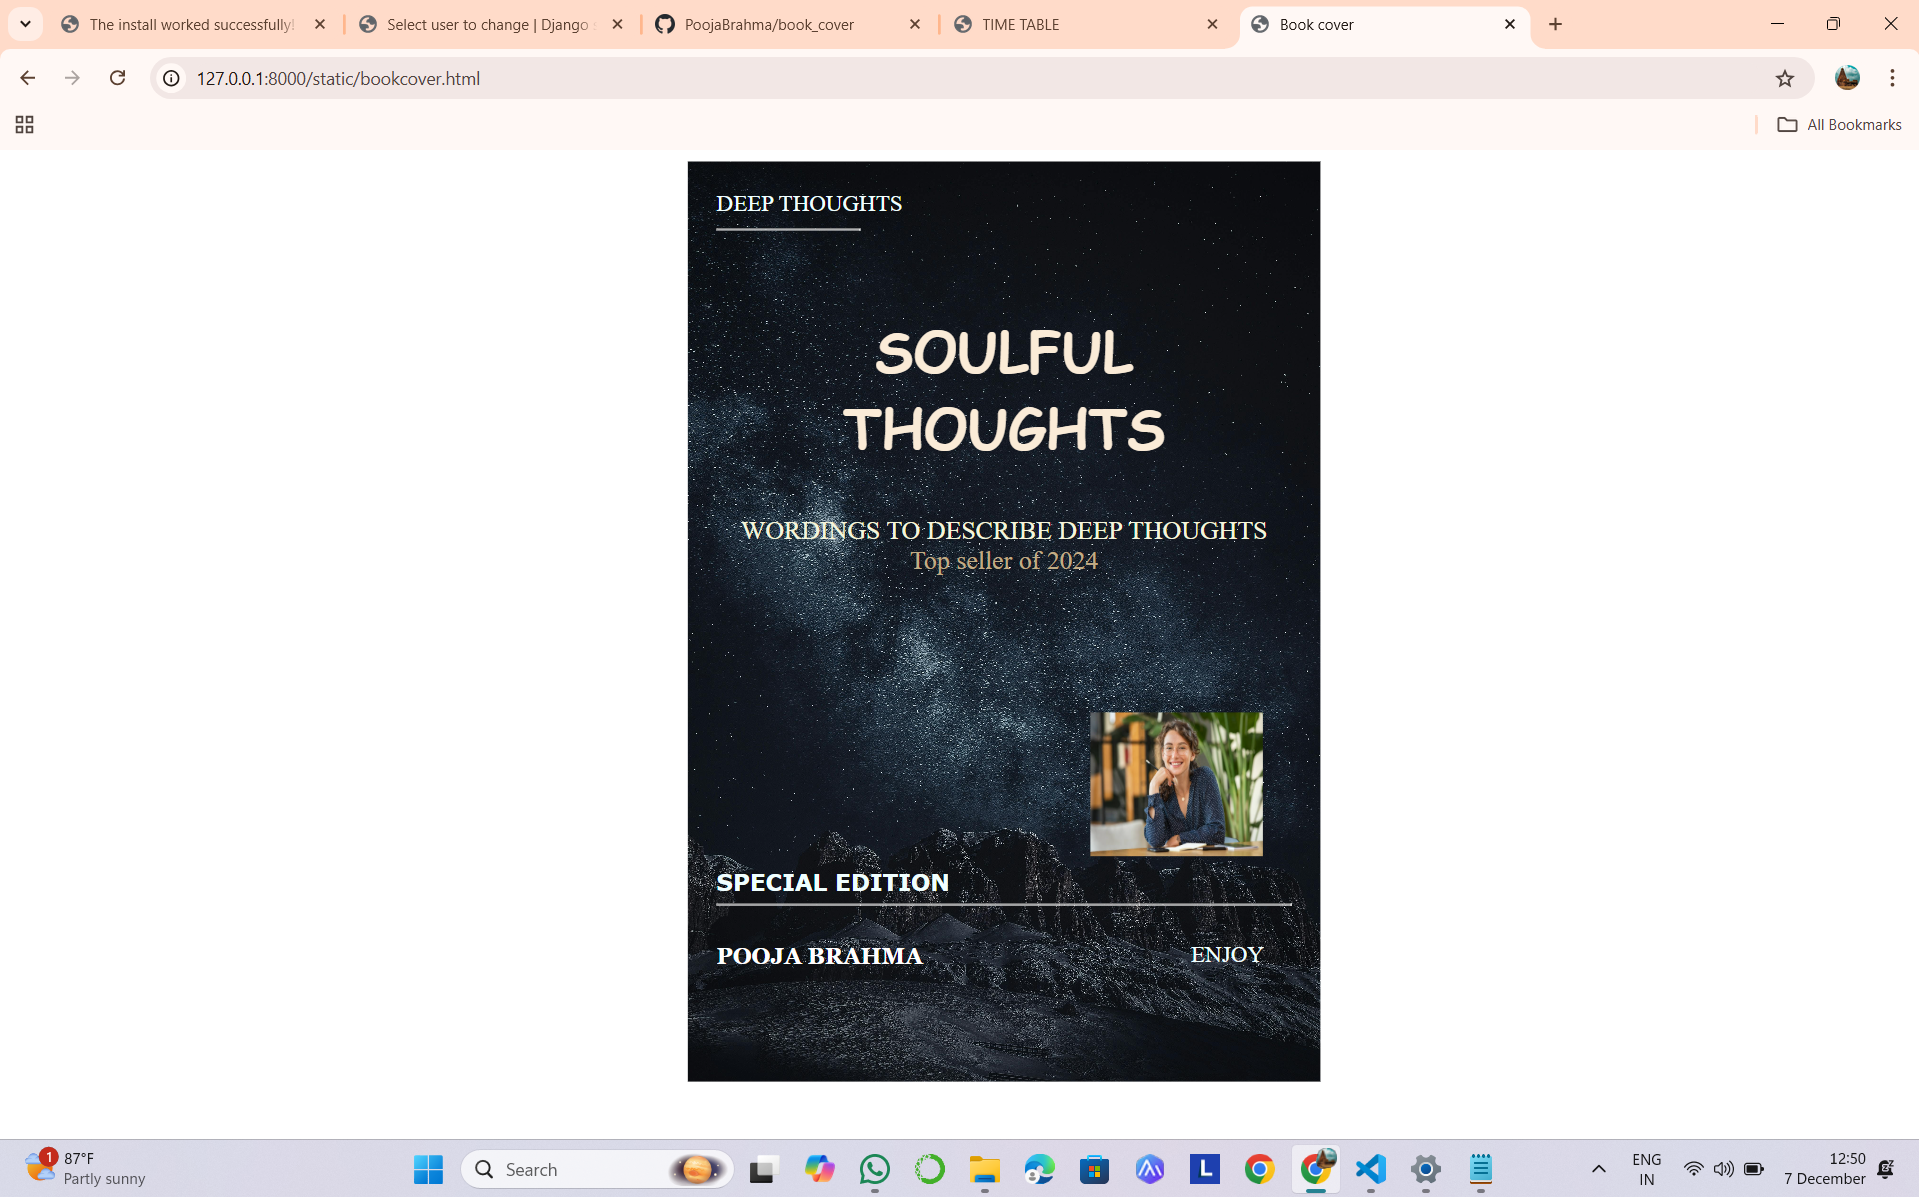 The install worked successfully!
Select user to change | Django
PoojaBrahma/book_cover
TIME TABLE
Book cover
127.0.0.1:8000/static/bookcover.html
All Bookmarks
DEEP THOUGHTS
SOULFUL
THOUGHTS
WORDINGS TO DESCRIBE DEEP THOUGHTS
Top seller of 2024
SPECIAL EDITION
POOJA BRAHMA
ENJOY
1
87°F
Partly sunny
Search
L
ENG
IN
12:50
7 December